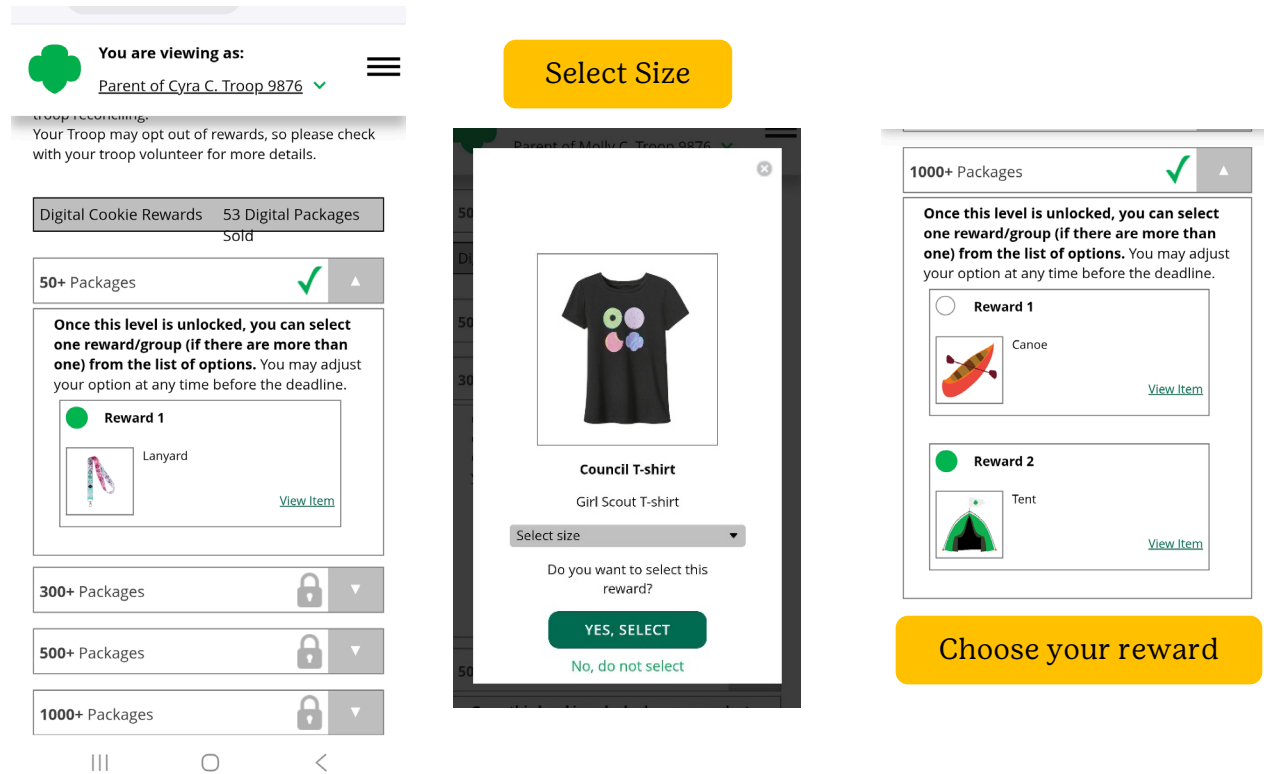 You are viewing as:
Parent of Cyra C. Troop 9876
troop reconciling.
Your Troop may opt out of rewards, so please check
with your troop volunteer for more details.
Digital Cookie Rewards 53 Digital Packages
Sold
50+ Packages
Once this level is unlocked, you can select
one reward/group (if there are more than
one) from the list of options. You may adjust
your option at any time before the deadline.
Reward 1
Lanyard
View Item
300+ Packages
500+ Packages
1000+ Packages
Select Size
Parent of Molly C. Troop 9876
50
Di
50
30
Council T-shirt
Girl Scout T-shirt
Select size
Do you want to select this
reward?
YES, SELECT
No, do not select
50
1000+ Packages
Once this level is unlocked, you can select
one reward/group (if there are more than
one) from the list of options. You may adjust
your option at any time before the deadline.
Reward 1
Canoe
View Item
Reward 2
Tent
View Item
Choose your reward